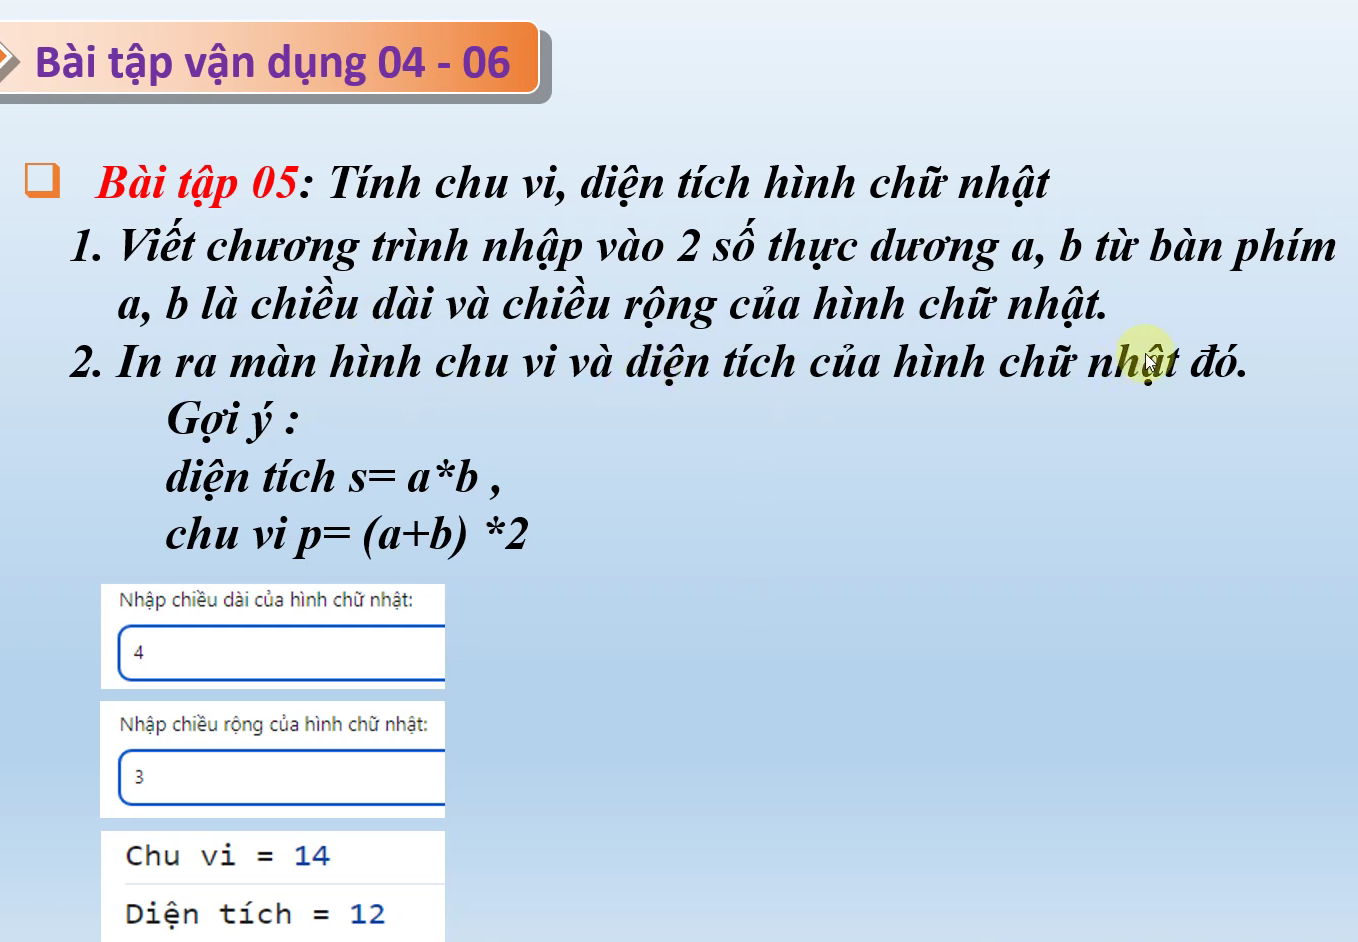 Bài tập vận dụng 04 - 06
Bài tập 05: Tính chu vi, diện tích hình chữ nhật
1. Viết chương trình nhập vào 2 số thực dương a, b từ bàn phím
a, b là chiều dài và chiều rộng của hình chữ nhật.
2. In ra màn hình chu vi và diện tích của hình chữ nhật đó.
Gợi ý :
diện tích s= a*b ,
chu vi p= (a+b) *2
Nhập chiều dài của hình chữ nhật:
4
Nhập chiều rộng của hình chữ nhật:
3
Chu vi = 14
Diện tích = 12